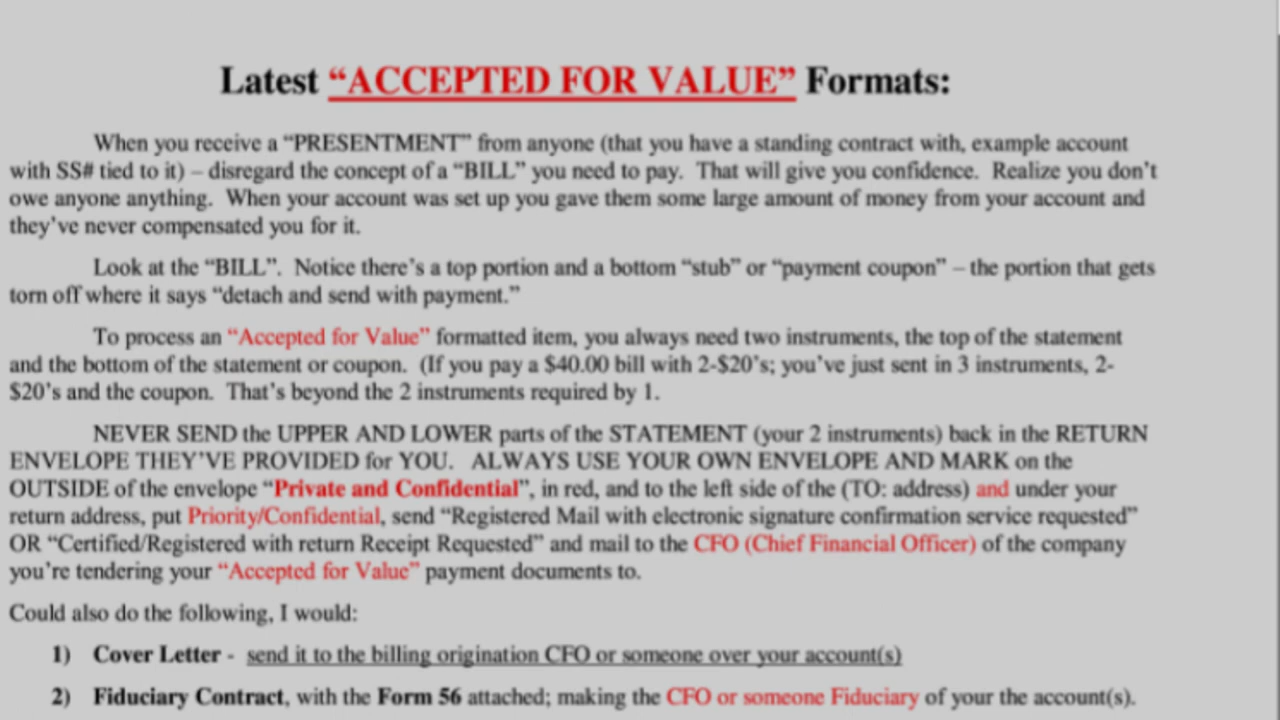 Latest “ACCEPTED FOR VALUE” Formats:
When you receive a “PRESENTMENT” from anyone (that you have a standing contract with, example account
with SS# tied to it) – disregard the concept of a “BILL” you need to pay.  That will give you confidence.  Realize you don’t
owe anyone anything.  When your account was set up you gave them some large amount of money from your account and
they’ve never compensated you for it.
Look at the “BILL”.  Notice there’s a top portion and a bottom “stub” or “payment coupon” – the portion that gets
torn off where it says “detach and send with payment.”
To process an “Accepted for Value” formatted item, you always need two instruments, the top of the statement
and the bottom of the statement or coupon.  (If you pay a $40.00 bill with 2-$20’s; you’ve just sent in 3 instruments, 2-
$20’s and the coupon.  That’s beyond the 2 instruments required by 1.
NEVER SEND the UPPER AND LOWER parts of the STATEMENT (your 2 instruments) back in the RETURN
ENVELOPE THEY’VE PROVIDED for YOU.   ALWAYS USE YOUR OWN ENVELOPE AND MARK on the
OUTSIDE of the envelope “Private and Confidential”, in red, and to the left side of the (TO: address) and under your
return address, put Priority/Confidential, send “Registered Mail with electronic signature confirmation service requested”
OR “Certified/Registered with return Receipt Requested” and mail to the CFO (Chief Financial Officer) of the company
you’re tendering your “Accepted for Value” payment documents to.
Could also do the following, I would:
1) Cover Letter -  send it to the billing origination CFO or someone over your account(s)
2) Fiduciary Contract, with the Form 56 attached; making the CFO or someone Fiduciary of your the account(s).